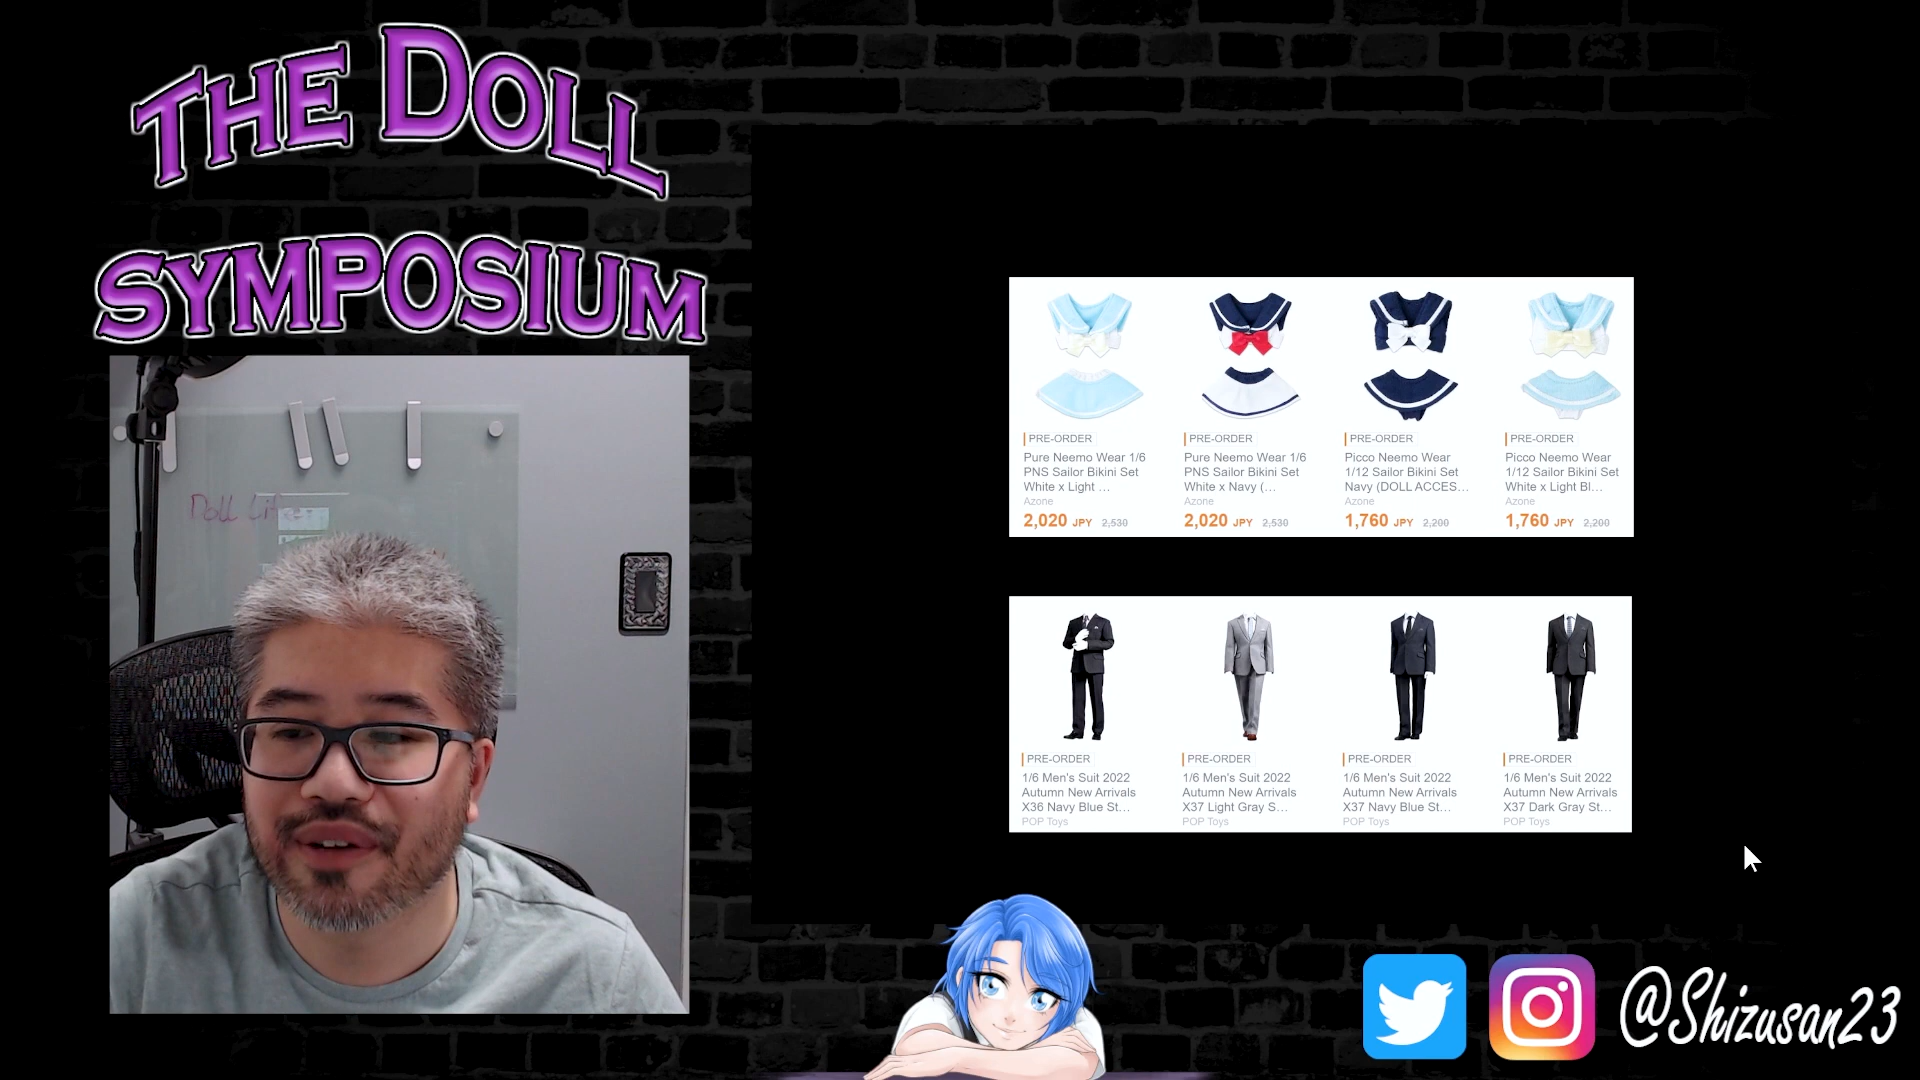 THE DOLL
SYMPOSIUM
Doll Life
PRE-ORDER
Pure Neemo Wear 1/6
PNS Sailor Bikini Set
White x Light ...
Azone
2,020 JPY 2,530
PRE-ORDER
Pure Neemo Wear 1/6
PNS Sailor Bikini Set
White x Navy (...
Azone
2,020 JPY 2,530
PRE-ORDER
Picco Neemo Wear
1/12 Sailor Bikini Set
Navy (DOLL ACCES...
Azone
1,760 JPY 2,200
PRE-ORDER
Picco Neemo Wear
1/12 Sailor Bikini Set
White x Light Bl...
Azone
1,760 JPY 2,200
PRE-ORDER
1/6 Men's Suit 2022
Autumn New Arrivals
X36 Navy Blue St...
POP Toys
PRE-ORDER
1/6 Men's Suit 2022
Autumn New Arrivals
X37 Light Gray S...
POP Toys
PRE-ORDER
1/6 Men's Suit 2022
Autumn New Arrivals
X37 Navy Blue St...
POP Toys
PRE-ORDER
1/6 Men's Suit 2022
Autumn New Arrivals
X37 Dark Gray St...
POP Toys
@Shizusan23